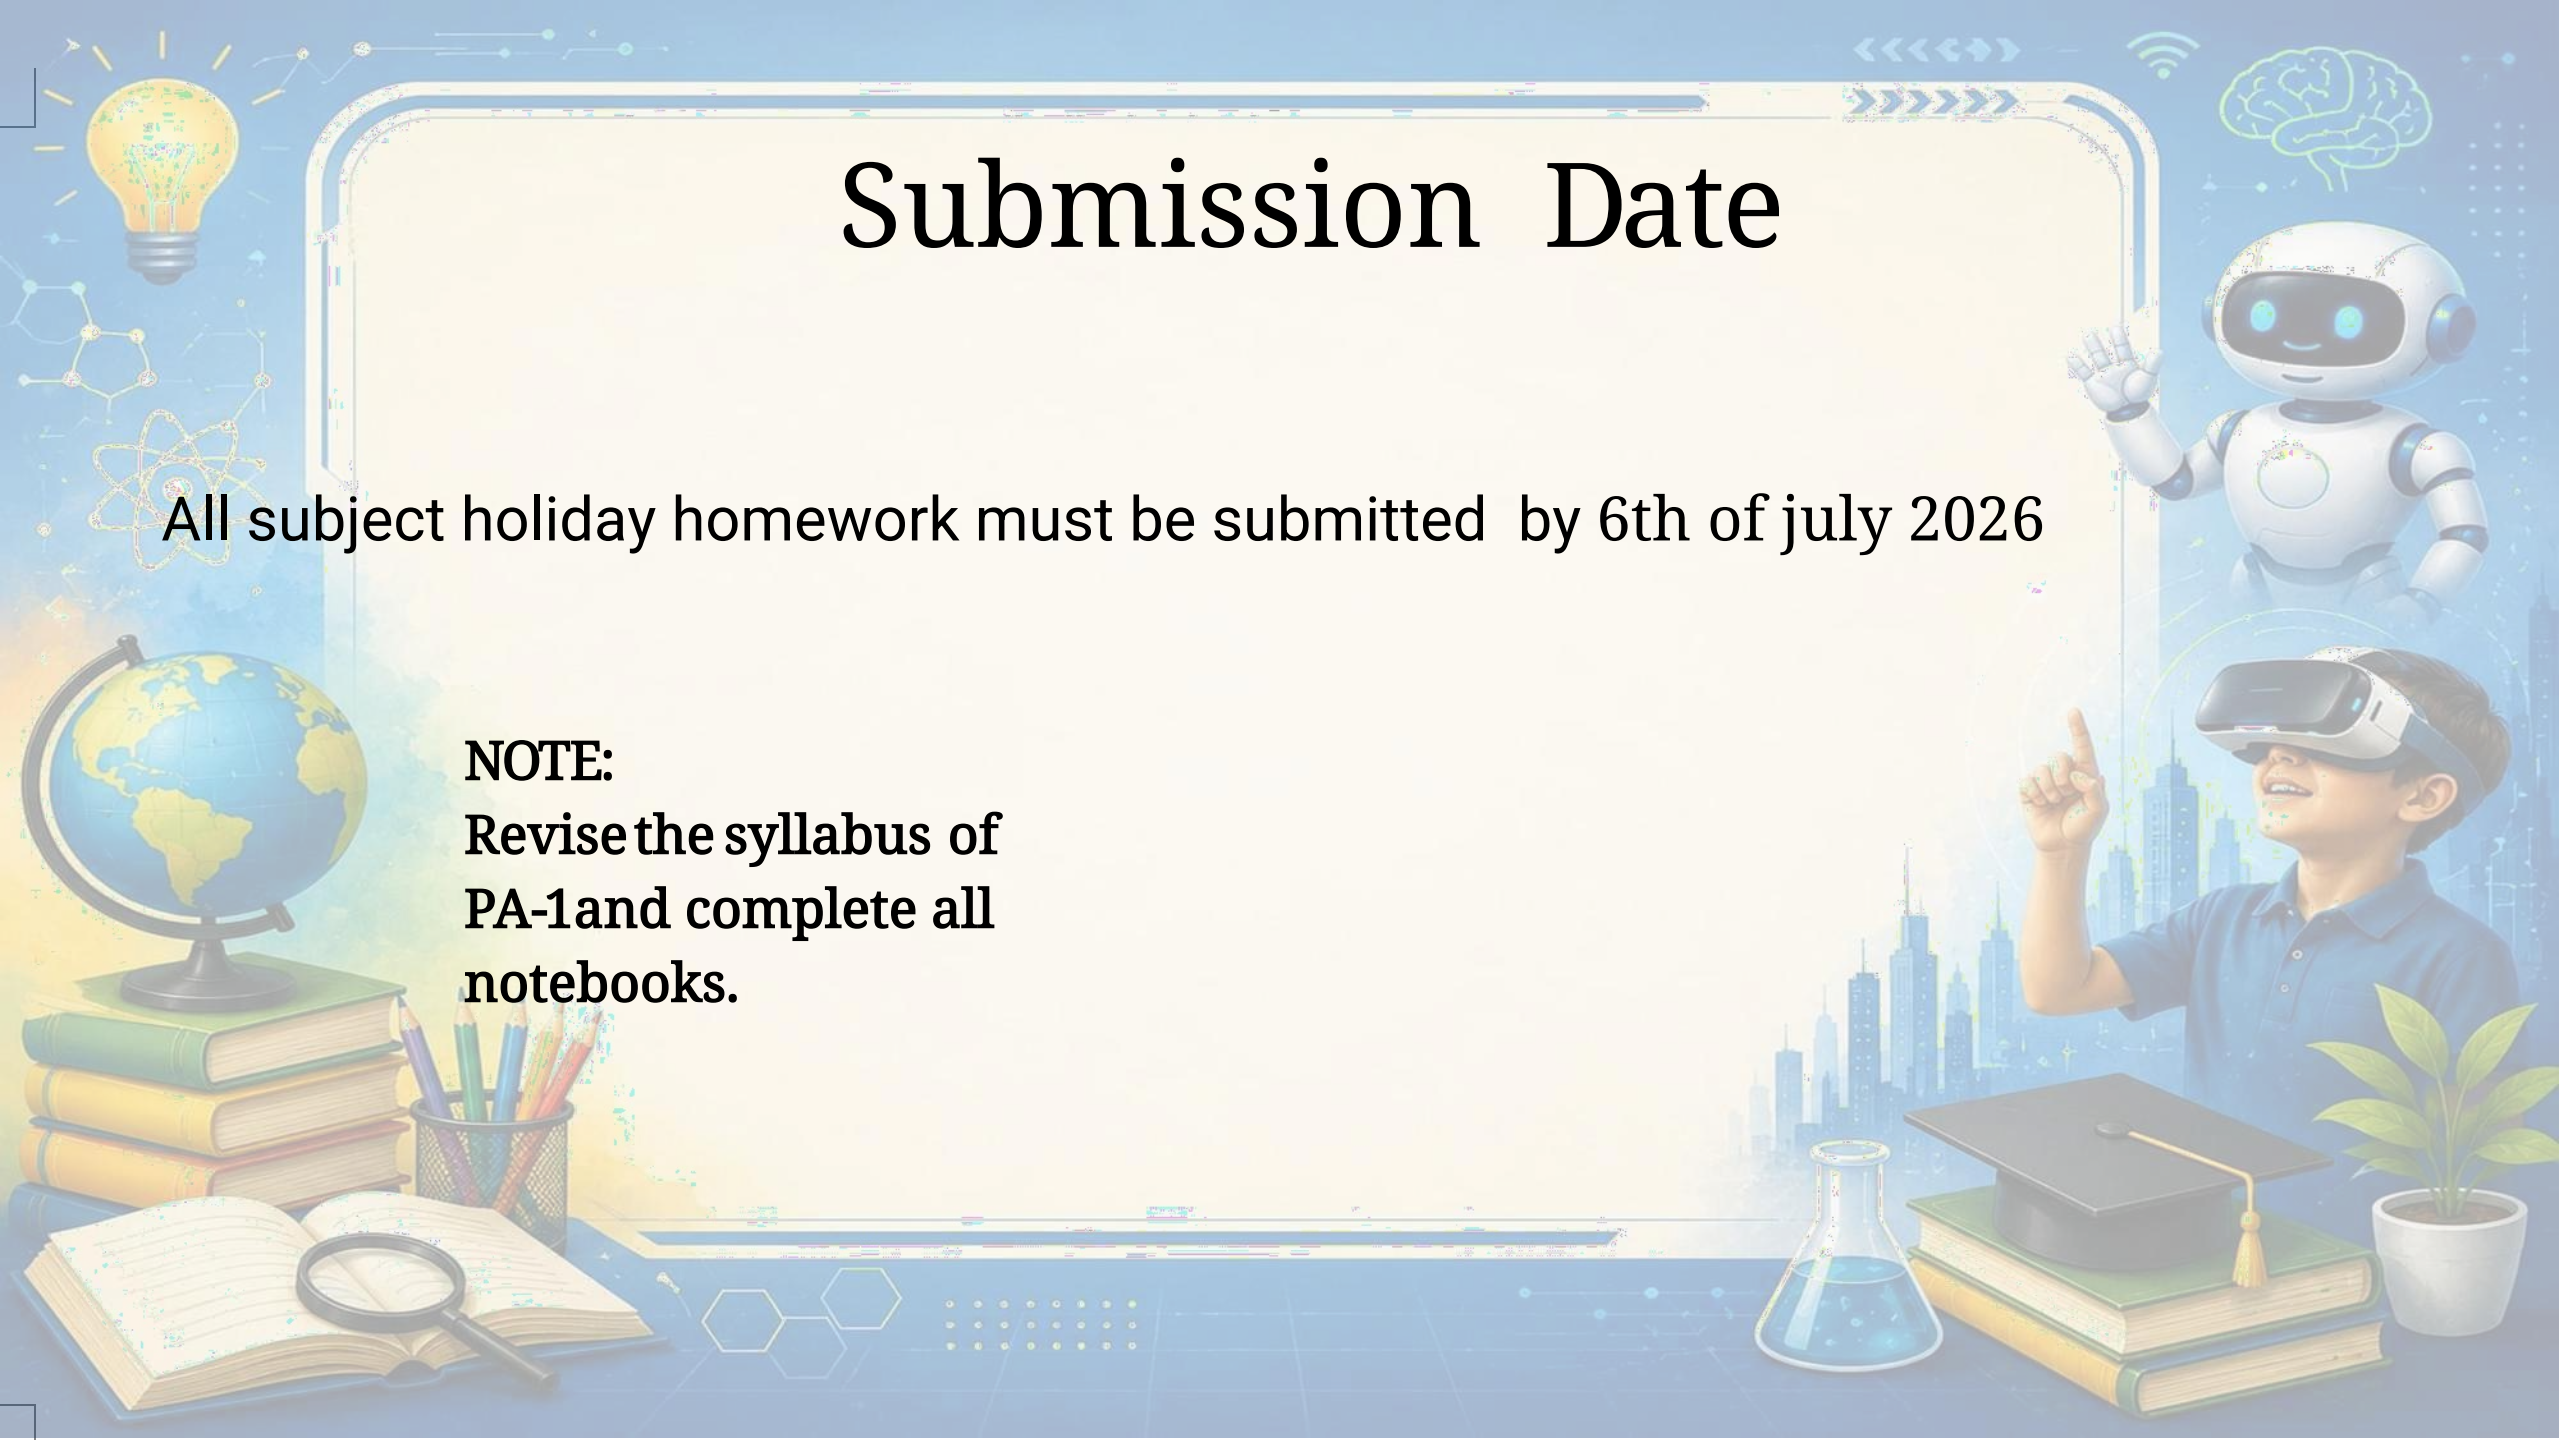 Submission Date
All subject holiday homework must be submitted by 6th of july 2026
NOTE:
Revise the syllabus of
PA-1and complete all
notebooks.